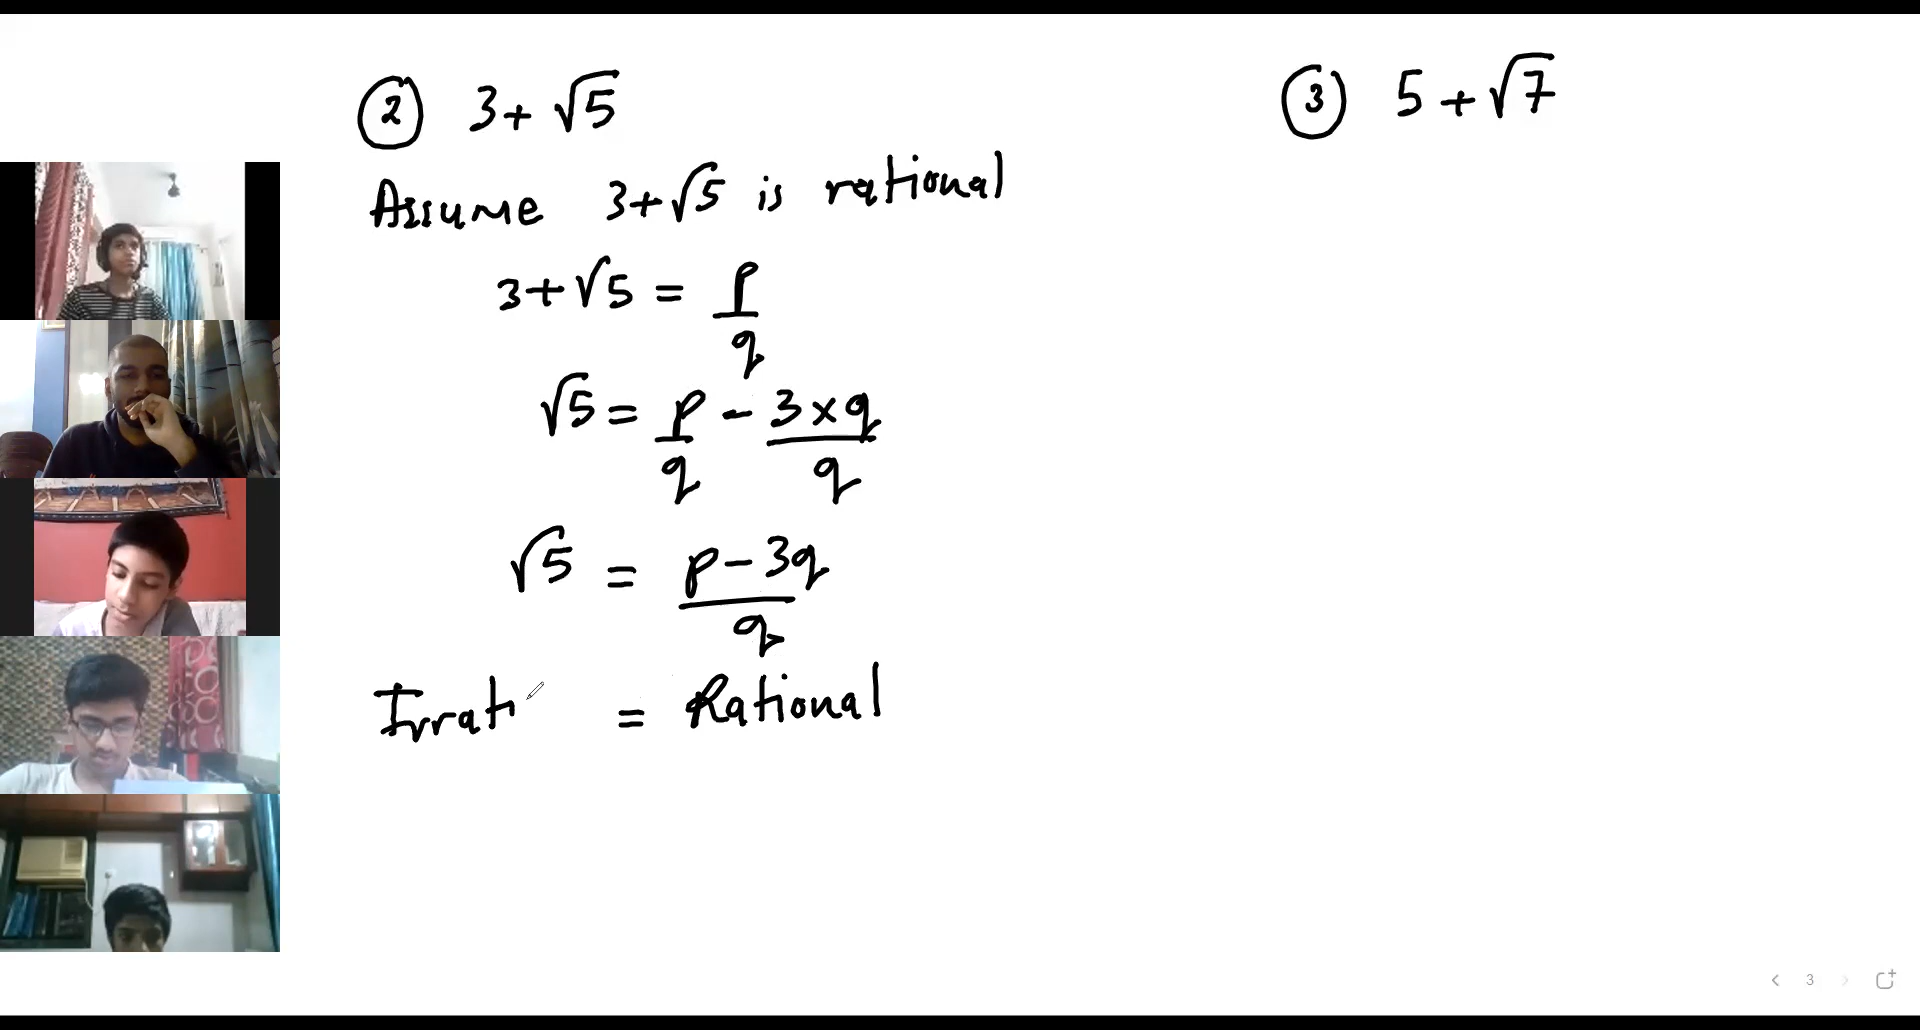 ② 3 + √5
Assume 3+√5 is rational
3+√5 = p/q
√5 = p/q - 3×q/q
√5 = p-3q/q
Irrati = Rational
③ 5 + √7
3